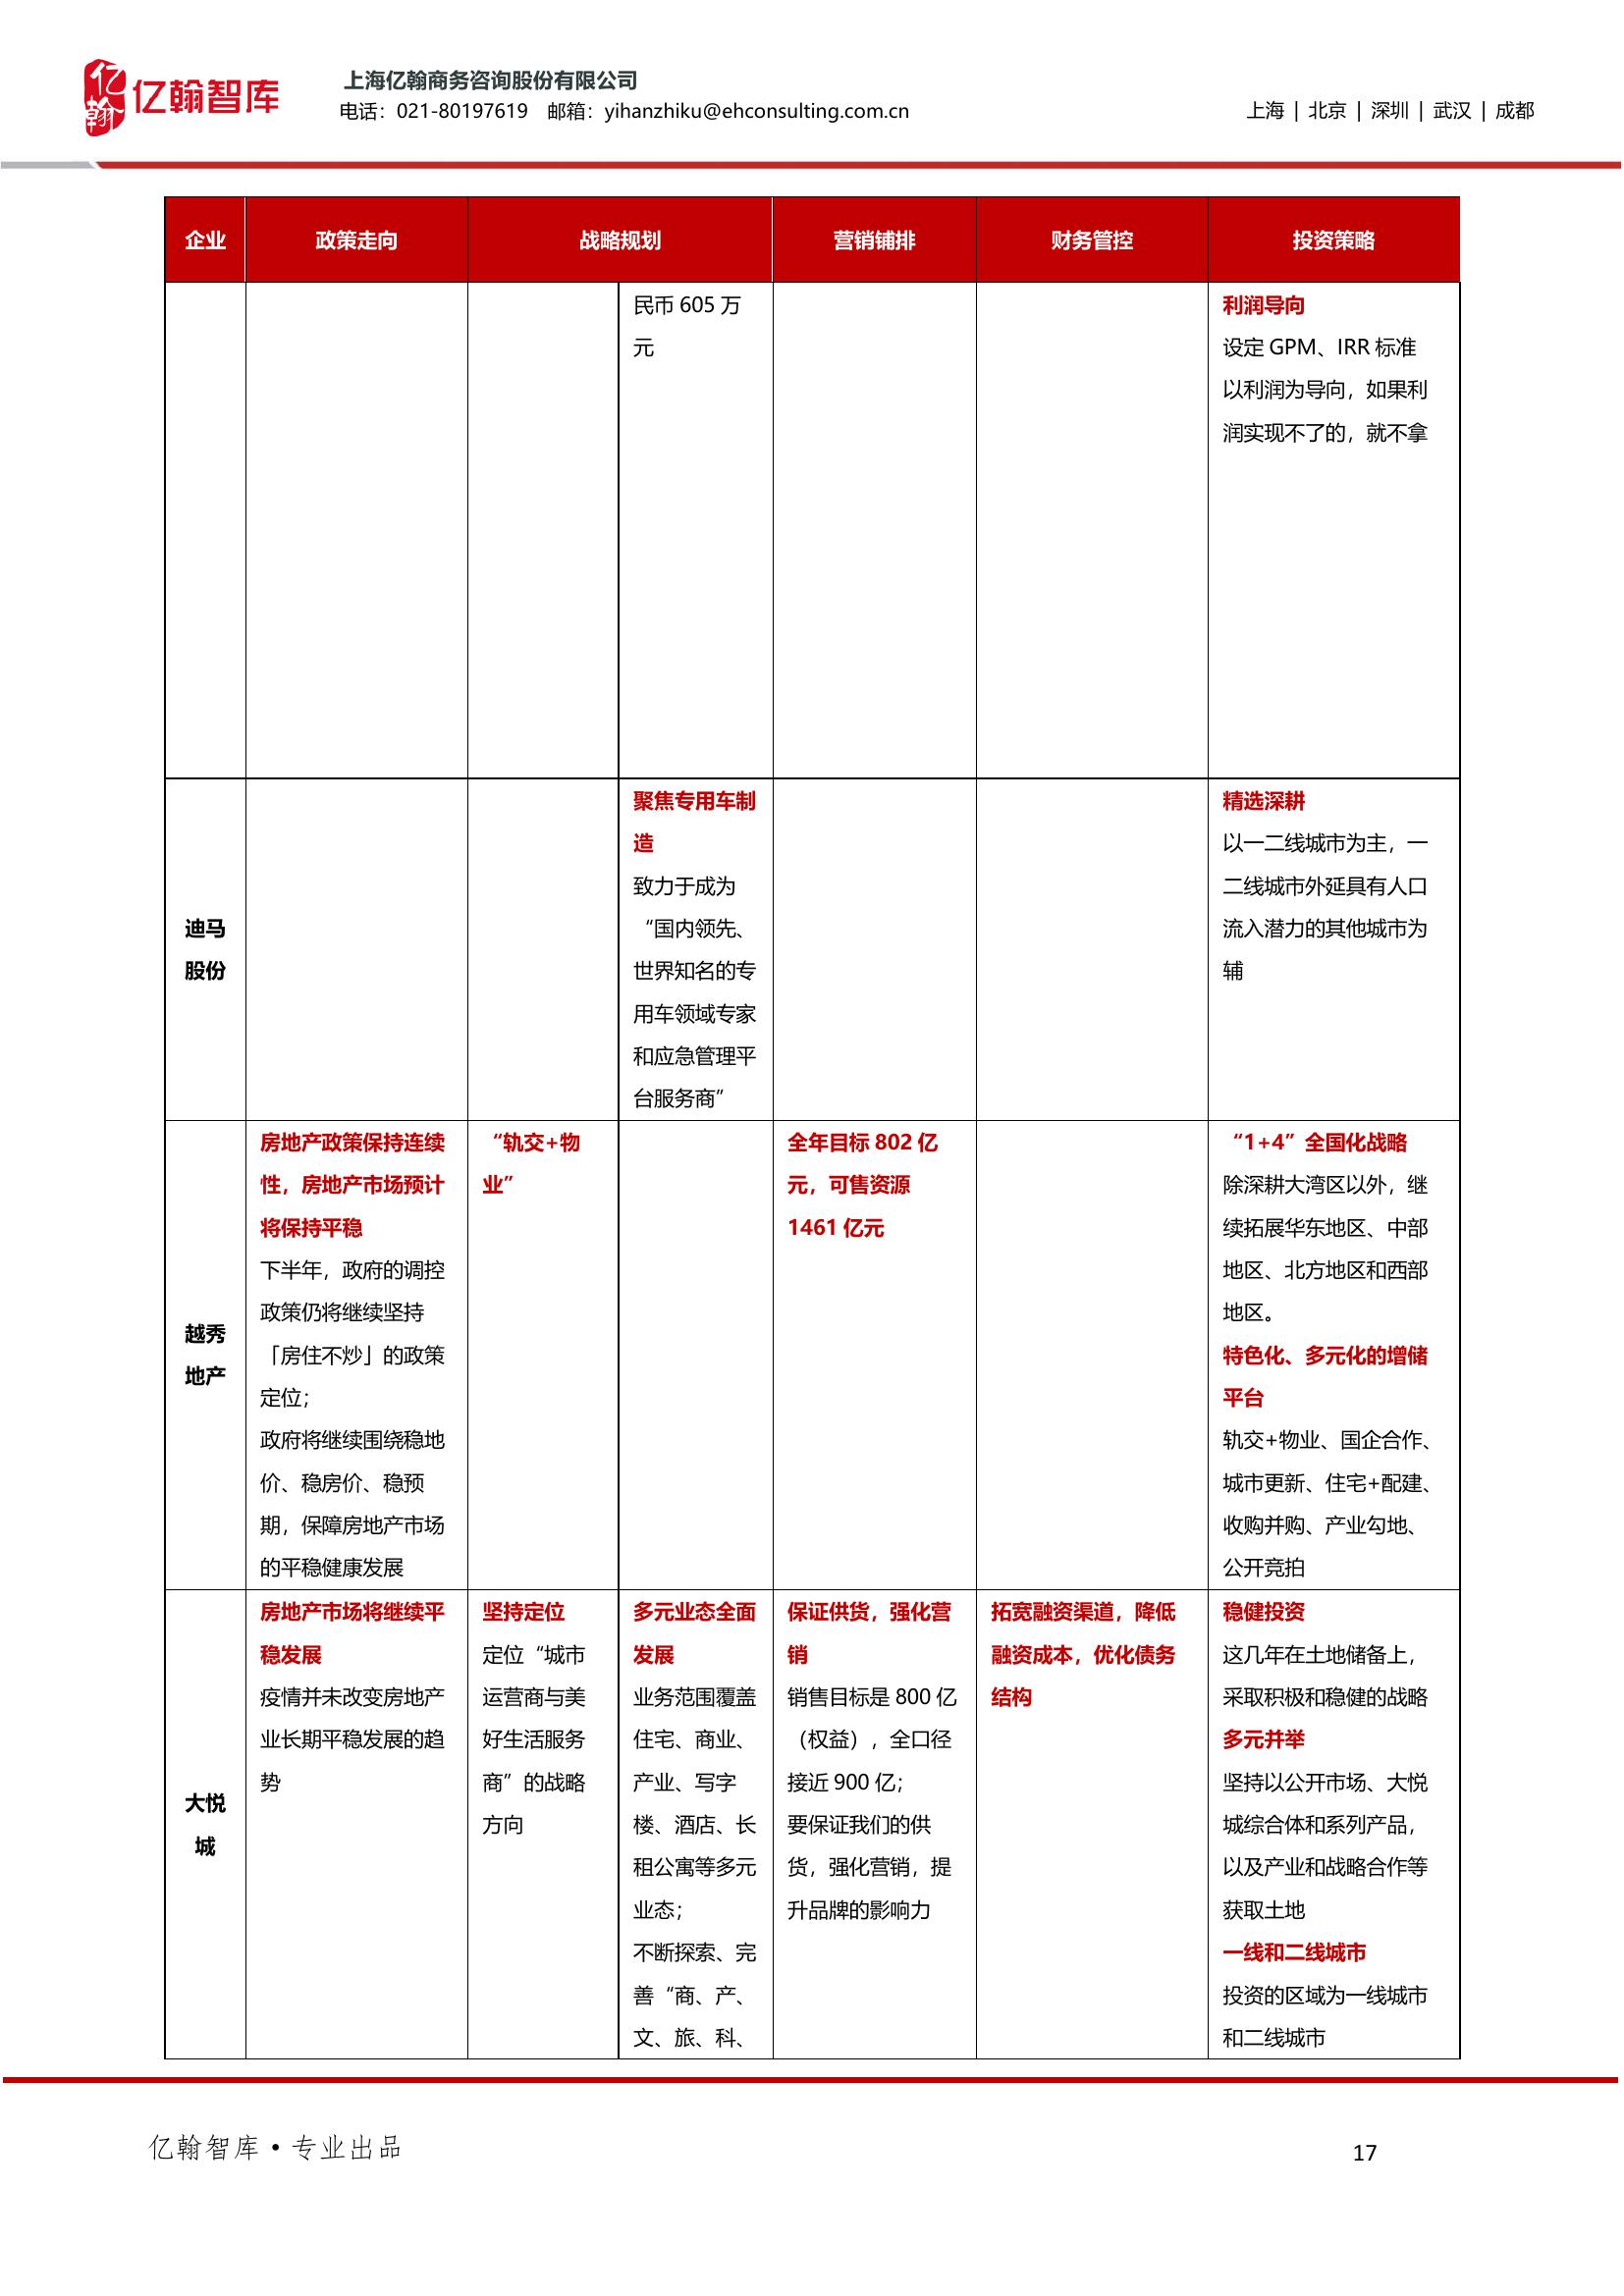 亿翰
亿翰智库
上海亿翰商务咨询股份有限公司
电话：021-80197619 邮箱：yihanzhiku@ehconsulting.com.cn
上海 | 北京 | 深圳 | 武汉 | 成都
企业
政策走向
战略规划
营销铺排
财务管控
投资策略
民币 605 万
元
利润导向
设定 GPM、IRR 标准
以利润为导向，如果利
润实现不了的，就不拿
迪马
股份
聚焦专用车制
造
致力于成为
“国内领先、
世界知名的专
用车领域专家
和应急管理平
台服务商”
精选深耕
以一二线城市为主，一
二线城市外延具有人口
流入潜力的其他城市为
辅
越秀
地产
房地产政策保持连续
性，房地产市场预计
将保持平稳
下半年，政府的调控
政策仍将继续坚持
「房住不炒」的政策
定位；
政府将继续围绕稳地
价、稳房价、稳预
期，保障房地产市场
的平稳健康发展
“轨交+物
业”
全年目标 802 亿
元，可售资源
1461 亿元
“1+4”全国化战略
除深耕大湾区以外，继
续拓展华东地区、中部
地区、北方地区和西部
地区。
特色化、多元化的增储
平台
轨交+物业、国企合作、
城市更新、住宅+配建、
收购并购、产业勾地、
公开竞拍
大悦
城
房地产市场将继续平
稳发展
疫情并未改变房地产
业长期平稳发展的趋
势
坚持定位
定位“城市
运营商与美
好生活服务
商”的战略
方向
多元业态全面
发展
业务范围覆盖
住宅、商业、
产业、写字
楼、酒店、长
租公寓等多元
业态；
不断探索、完
善“商、产、
文、旅、科、
保证供货，强化营
销
销售目标是 800 亿
（权益），全口径
接近 900 亿；
要保证我们的供
货，强化营销，提
升品牌的影响力
拓宽融资渠道，降低
融资成本，优化债务
结构
稳健投资
这几年在土地储备上，
采取积极和稳健的战略
多元并举
坚持以公开市场、大悦
城综合体和系列产品，
以及产业和战略合作等
获取土地
一线和二线城市
投资的区域为一线城市
和二线城市
亿翰智库·专业出品
17